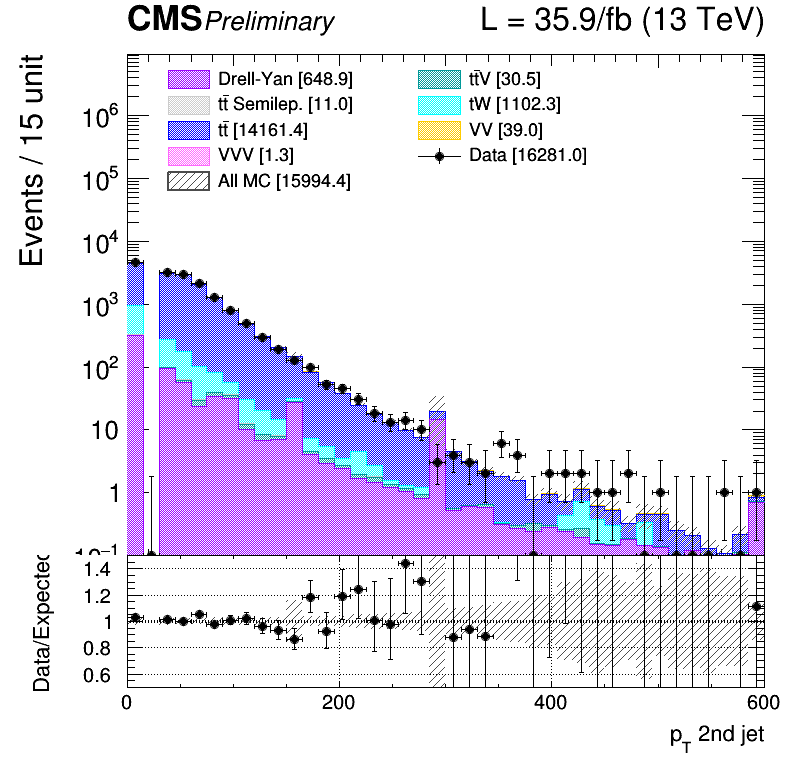 CMS Preliminary L = 35.9/fb (13 TeV)
Events / 15 unit
Drell-Yan [648.9]
tt̄ Semilep. [11.0]
tt̄ [14161.4]
VVV [1.3]
All MC [15994.4]
tt̄V [30.5]
tW [1102.3]
VV [39.0]
Data [16281.0]
10⁶
10⁵
10⁴
10³
10²
10
1
10⁻¹
Data/Expected
1.4
1.2
1
0.8
0.6
0 200 400 600
p_T 2nd jet